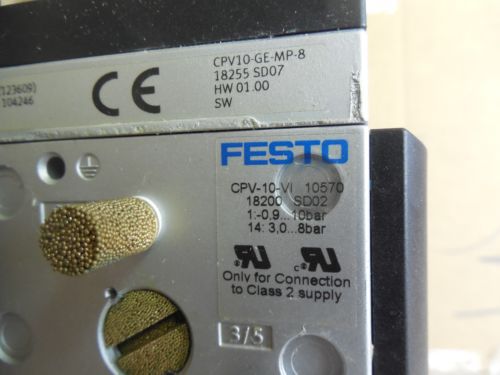 (123609)
104246
CE
CPV10-GE-MP-8
18255 SD07
HW 01.00
SW
FESTO
CPV-10-VI 10570
18200 SD02
1:-0,9...10bar
14: 3,0...8bar
Only for Connection
to Class 2 supply
3/5